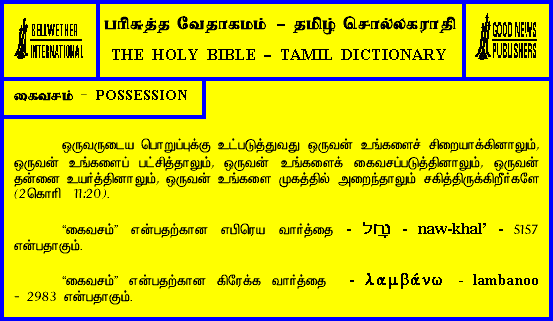 BELLWETHER
INTERNATIONAL
பரிசுத்த வேதாகமம் – தமிழ் சொல்லகராதி
THE HOLY BIBLE – TAMIL DICTIONARY
GOOD NEWS
PUBLISHERS
கைவசம் – POSSESSION
ஒருவருடைய பொறுப்புக்கு உட்படுத்துவது ஒருவன் உங்களைச் சிறையாக்கினாலும்,
ஒருவன் உங்களைப் பட்சித்தாலும், ஒருவன் உங்களைக் கைவசப்படுத்தினாலும், ஒருவன்
தன்னை உயர்த்தினாலும், ஒருவன் உங்களை முகத்தில் அறைந்தாலும் சகித்திருக்கிறீர்களே
(2கொரி 11:20).
“கைவசம்” என்பதற்கான எபிரெய வார்த்தை - נָחַל - naw-khal’ - 5157
என்பதாகும்.
“கைவசம்” என்பதற்கான கிரேக்க வார்த்தை - λαμβάνω - lambanoo
- 2983 என்பதாகும்.